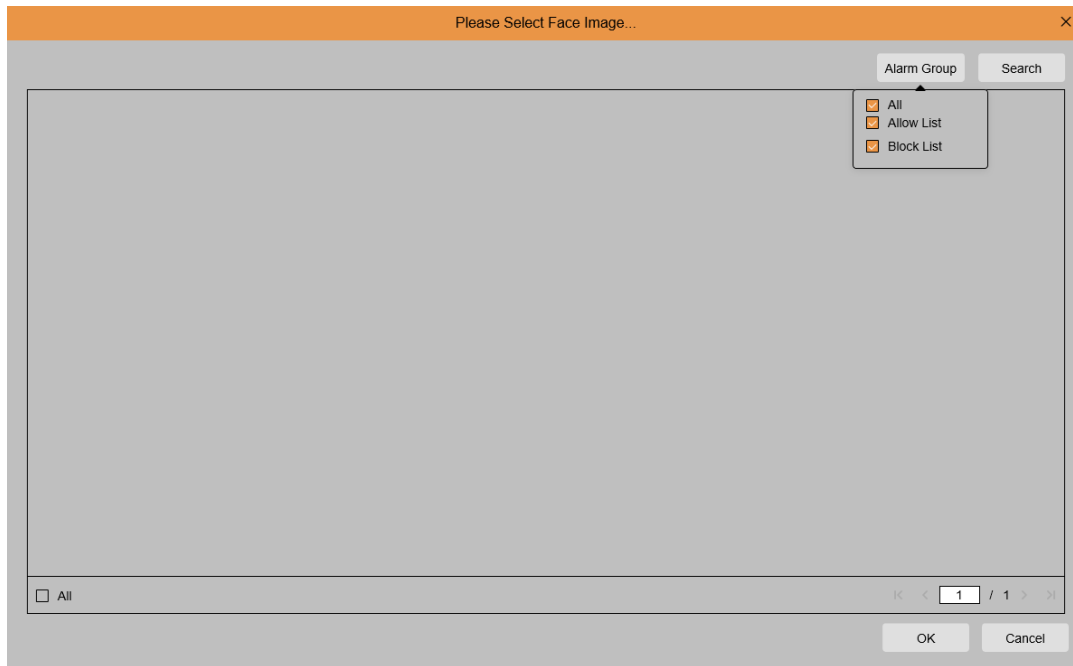 Please Select Face Image...
Alarm Group Search
All
Allow List
Block List
All 1 / 1
OK Cancel